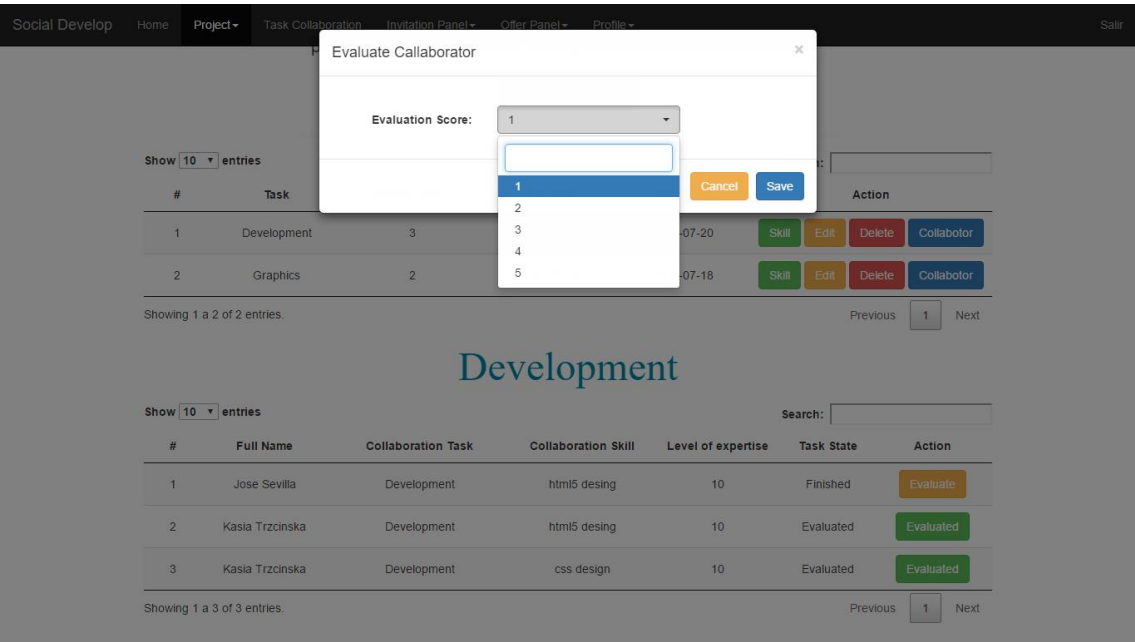 Social Develop Home Project Task Collaboration Invitation Panel Offer Panel Profile Salir
Evaluate Callaborator ×
Evaluation Score: 1
1
2
3
4
5
Cancel Save
Show 10 entries
# Task Action
1 Development 3 -07-20 Skill Edit Delete Collabotor
2 Graphics 2 -07-18 Skill Edit Delete Collabotor
Showing 1 a 2 of 2 entries. Previous 1 Next
Development
Show 10 entries Search:
# Full Name Collaboration Task Collaboration Skill Level of expertise Task State Action
1 Jose Sevilla Development html5 desing 10 Finished Evaluate
2 Kasia Trzcinska Development html5 desing 10 Evaluated Evaluated
3 Kasia Trzcinska Development css design 10 Evaluated Evaluated
Showing 1 a 3 of 3 entries. Previous 1 Next